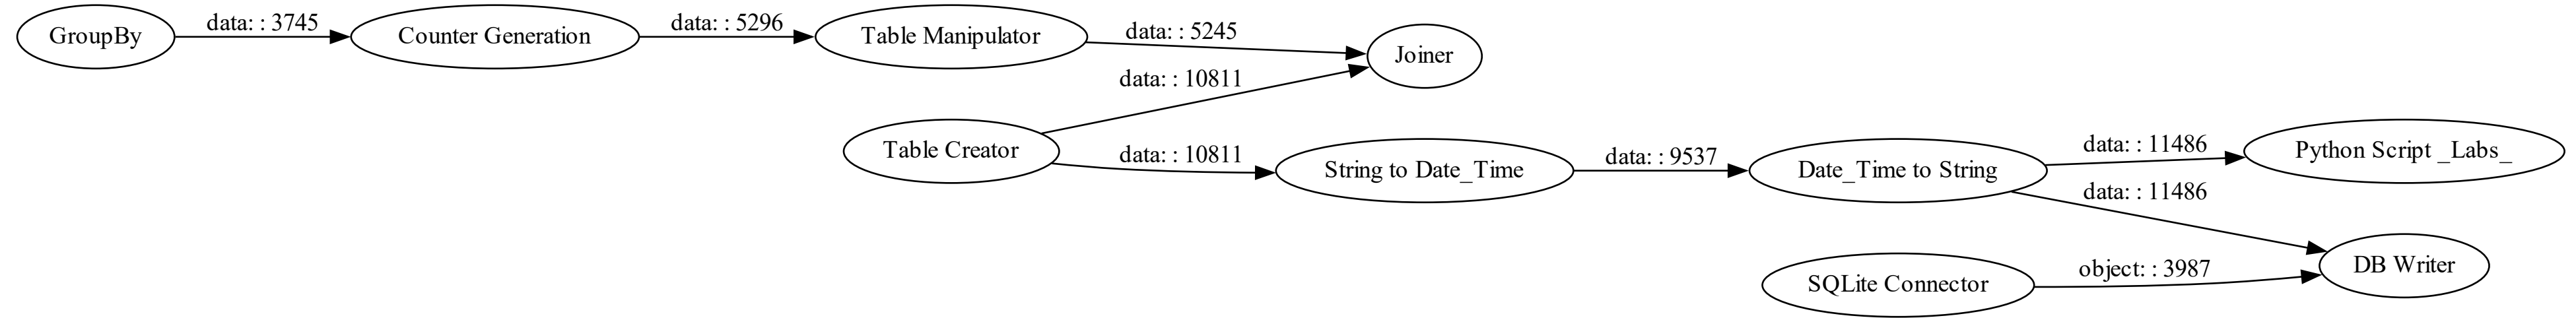 GroupBy
data: : 3745
Counter Generation
data: : 5296
Table Manipulator
data: : 5245
Joiner
data: : 10811
Table Creator
data: : 10811
String to Date_Time
data: : 9537
Date_Time to String
data: : 11486
Python Script _Labs_
data: : 11486
DB Writer
SQLite Connector
object: : 3987